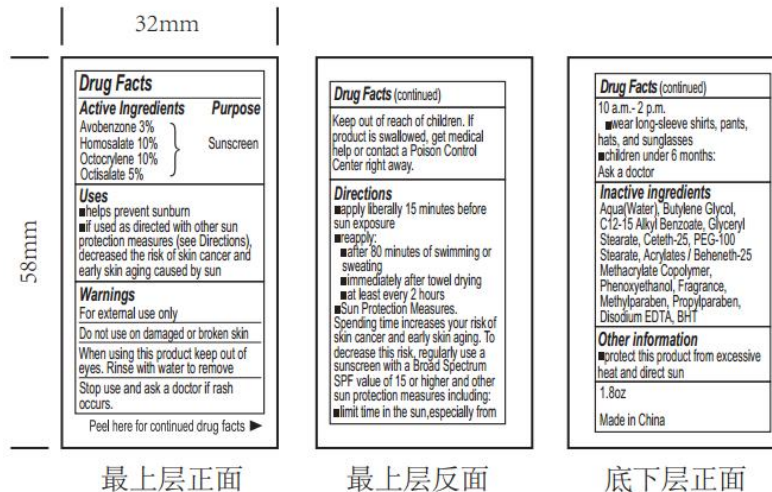 32mm
58mm
Drug Facts
Active Ingredients Purpose
Avobenzone 3%
Homosalate 10%
Octocrylene 10%
Octisalate 5%
Sunscreen
Uses
■helps prevent sunburn
■if used as directed with other sun
protection measures (see Directions),
decreased the risk of skin cancer and
early skin aging caused by sun
Warnings
For external use only
Do not use on damaged or broken skin
When using this product keep out of
eyes. Rinse with water to remove
Stop use and ask a doctor if rash
occurs.
Peel here for continued drug facts ▶
最上层正面
Drug Facts (continued)
Keep out of reach of children. If
product is swallowed, get medical
help or contact a Poison Control
Center right away.
Directions
■apply liberally 15 minutes before
sun exposure
■reapply:
■after 80 minutes of swimming or
sweating
■immediately after towel drying
■at least every 2 hours
■Sun Protection Measures.
Spending time increases your risk of
skin cancer and early skin aging. To
decrease this risk, regularly use a
sunscreen with a Broad Spectrum
SPF value of 15 or higher and other
sun protection measures including:
■limit time in the sun,especially from
最上层反面
Drug Facts (continued)
10 a.m.- 2 p.m.
■wear long-sleeve shirts, pants,
hats, and sunglasses
■children under 6 months:
Ask a doctor
Inactive ingredients
Aqua(Water), Butylene Glycol,
C12-15 Alkyl Benzoate, Glyceryl
Stearate, Ceteth-25, PEG-100
Stearate, Acrylates / Beheneth-25
Methacrylate Copolymer,
Phenoxyethanol, Fragrance,
Methylparaben, Propylparaben,
Disodium EDTA, BHT
Other information
■protect this product from excessive
heat and direct sun
1.8oz
Made in China
底下层正面